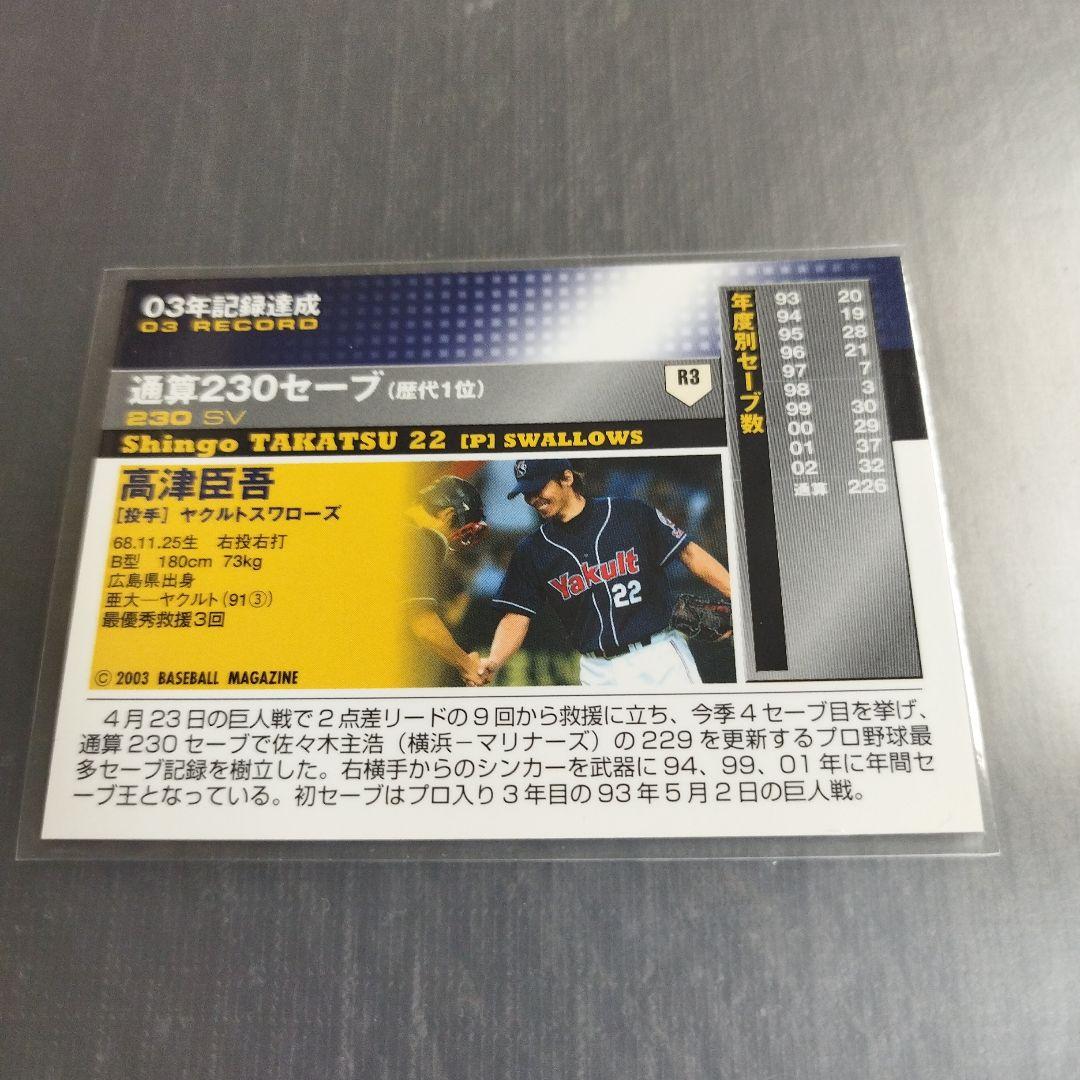 03年記録達成
03 RECORD
通算230セーブ(歴代1位)
230 SV
R3
Shingo TAKATSU 22 [P] SWALLOWS
高津臣吾
[投手] ヤクルトスワローズ
68.11.25生 右投右打
B型 180cm 73kg
広島県出身
亜大―ヤクルト(91③)
最優秀救援3回
© 2003 BASEBALL MAGAZINE
Yakult
22
年度別セーブ数
93 20
94 19
95 28
96 21
97 7
98 3
99 30
00 29
01 37
02 32
通算 226
4月23日の巨人戦で2点差リードの9回から救援に立ち、今季4セーブ目を挙げ、
通算230セーブで佐々木主浩(横浜−マリナーズ)の229を更新するプロ野球最
多セーブ記録を樹立した。右横手からのシンカーを武器に94、99、01年に年間セ
ーブ王となっている。初セーブはプロ入り3年目の93年5月2日の巨人戦。